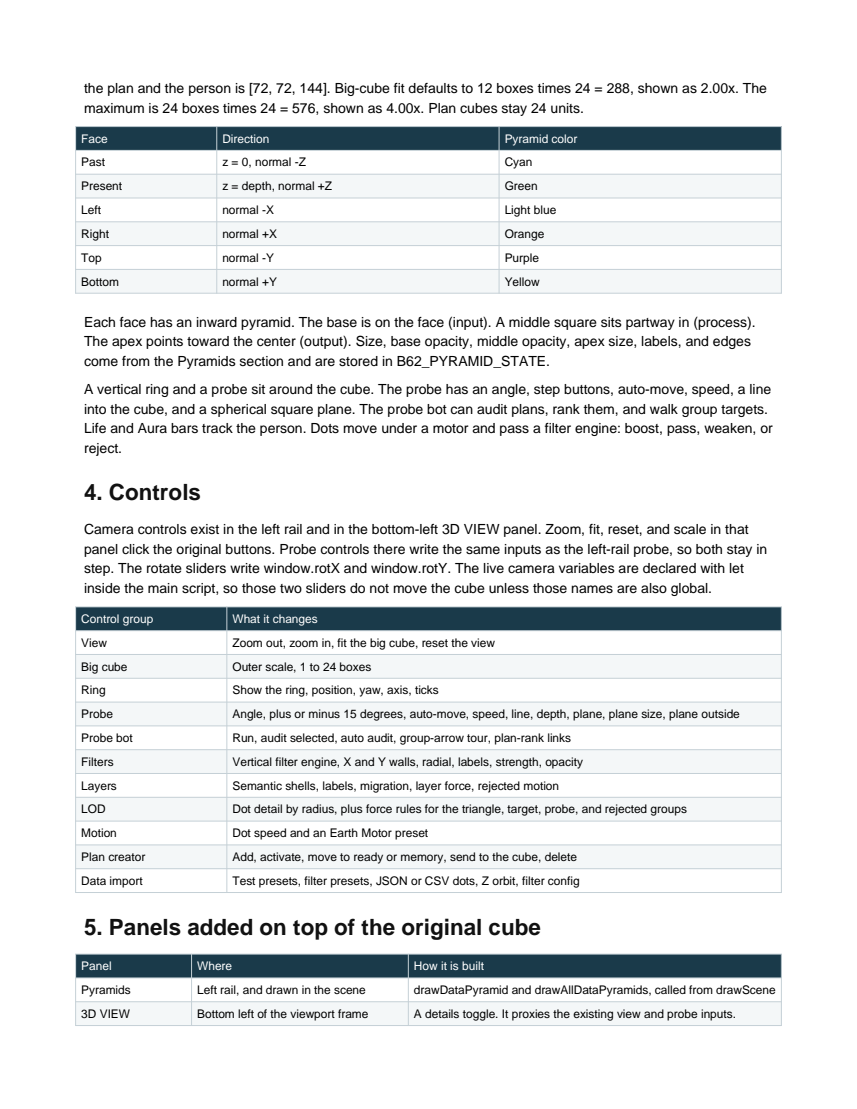 the plan and the person is [72, 72, 144]. Big-cube fit defaults to 12 boxes times 24 = 288, shown as 2.00x. The
maximum is 24 boxes times 24 = 576, shown as 4.00x. Plan cubes stay 24 units.
Face Direction Pyramid color
Past z = 0, normal -Z Cyan
Present z = depth, normal +Z Green
Left normal -X Light blue
Right normal +X Orange
Top normal -Y Purple
Bottom normal +Y Yellow
Each face has an inward pyramid. The base is on the face (input). A middle square sits partway in (process).
The apex points toward the center (output). Size, base opacity, middle opacity, apex size, labels, and edges
come from the Pyramids section and are stored in B62_PYRAMID_STATE.
A vertical ring and a probe sit around the cube. The probe has an angle, step buttons, auto-move, speed, a line
into the cube, and a spherical square plane. The probe bot can audit plans, rank them, and walk group targets.
Life and Aura bars track the person. Dots move under a motor and pass a filter engine: boost, pass, weaken, or
reject.
4. Controls
Camera controls exist in the left rail and in the bottom-left 3D VIEW panel. Zoom, fit, reset, and scale in that
panel click the original buttons. Probe controls there write the same inputs as the left-rail probe, so both stay in
step. The rotate sliders write window.rotX and window.rotY. The live camera variables are declared with let
inside the main script, so those two sliders do not move the cube unless those names are also global.
Control group What it changes
View Zoom out, zoom in, fit the big cube, reset the view
Big cube Outer scale, 1 to 24 boxes
Ring Show the ring, position, yaw, axis, ticks
Probe Angle, plus or minus 15 degrees, auto-move, speed, line, depth, plane, plane size, plane outside
Probe bot Run, audit selected, auto audit, group-arrow tour, plan-rank links
Filters Vertical filter engine, X and Y walls, radial, labels, strength, opacity
Layers Semantic shells, labels, migration, layer force, rejected motion
LOD Dot detail by radius, plus force rules for the triangle, target, probe, and rejected groups
Motion Dot speed and an Earth Motor preset
Plan creator Add, activate, move to ready or memory, send to the cube, delete
Data import Test presets, filter presets, JSON or CSV dots, Z orbit, filter config
5. Panels added on top of the original cube
Panel Where How it is built
Pyramids Left rail, and drawn in the scene drawDataPyramid and drawAllDataPyramids, called from drawScene
3D VIEW Bottom left of the viewport frame A details toggle. It proxies the existing view and probe inputs.